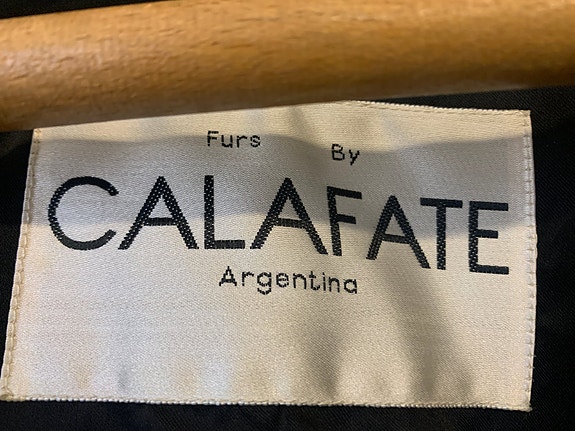 Furs By
CALAFATE
Argentina